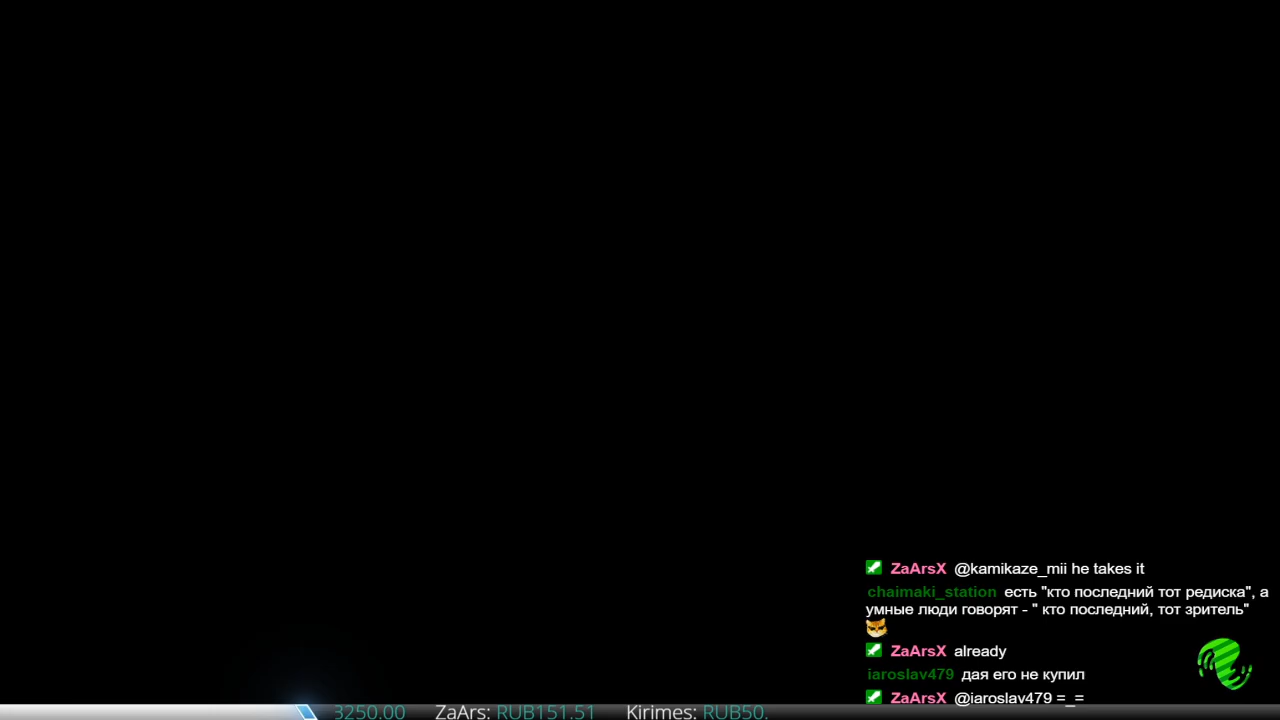 ZaArsX @kamikaze_mii he takes it
chaimaki_station есть "кто последний тот редиска", а
умные люди говорят - " кто последний, тот зритель"
ZaArsX already
iaroslav479 дая его не купил
ZaArsX @iaroslav479 =_=
3250.00 ZaArs: RUB151.51 Kirimes: RUB50.